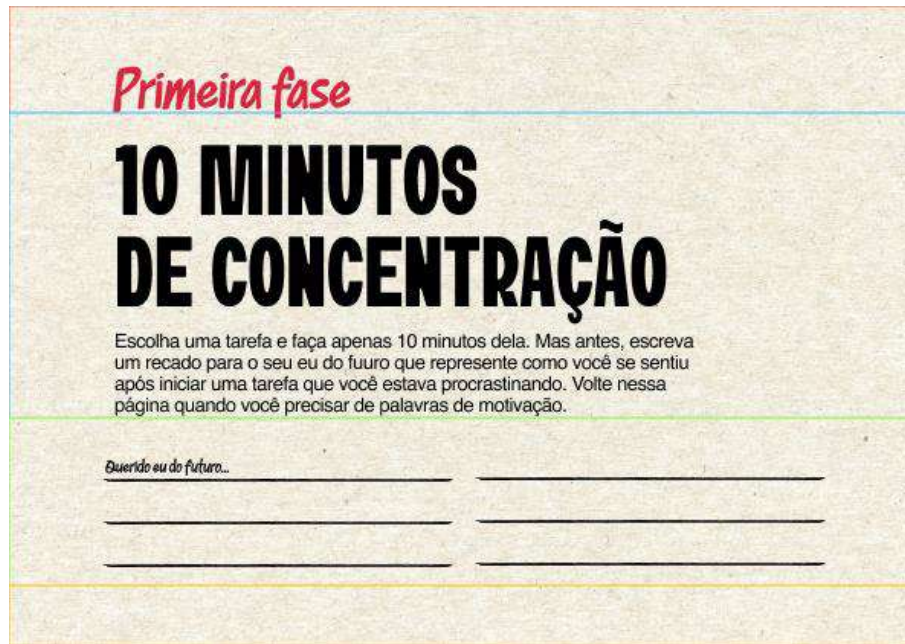 Primeira fase
10 MINUTOS
DE CONCENTRAÇÃO
Escolha uma tarefa e faça apenas 10 minutos dela. Mas antes, escreva
um recado para o seu eu do fuuro que represente como você se sentiu
após iniciar uma tarefa que você estava procrastinando. Volte nessa
página quando você precisar de palavras de motivação.
Querido eu do futuro...